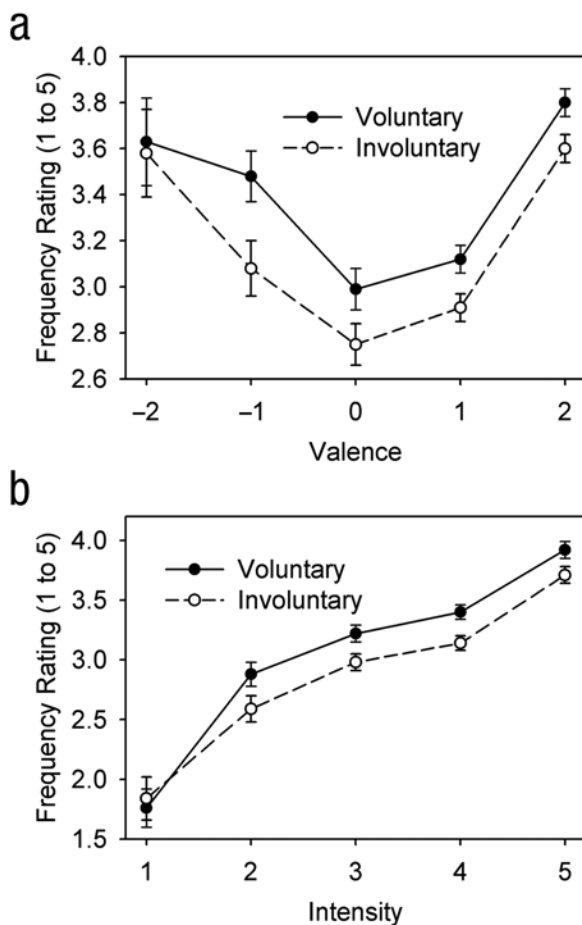 a
Frequency Rating (1 to 5)
4.0
3.8
3.6
3.4
3.2
3.0
2.8
2.6
Voluntary
Involuntary
–2 –1 0 1 2
Valence
b
Frequency Rating (1 to 5)
4.0
3.5
3.0
2.5
2.0
1.5
Voluntary
Involuntary
1 2 3 4 5
Intensity